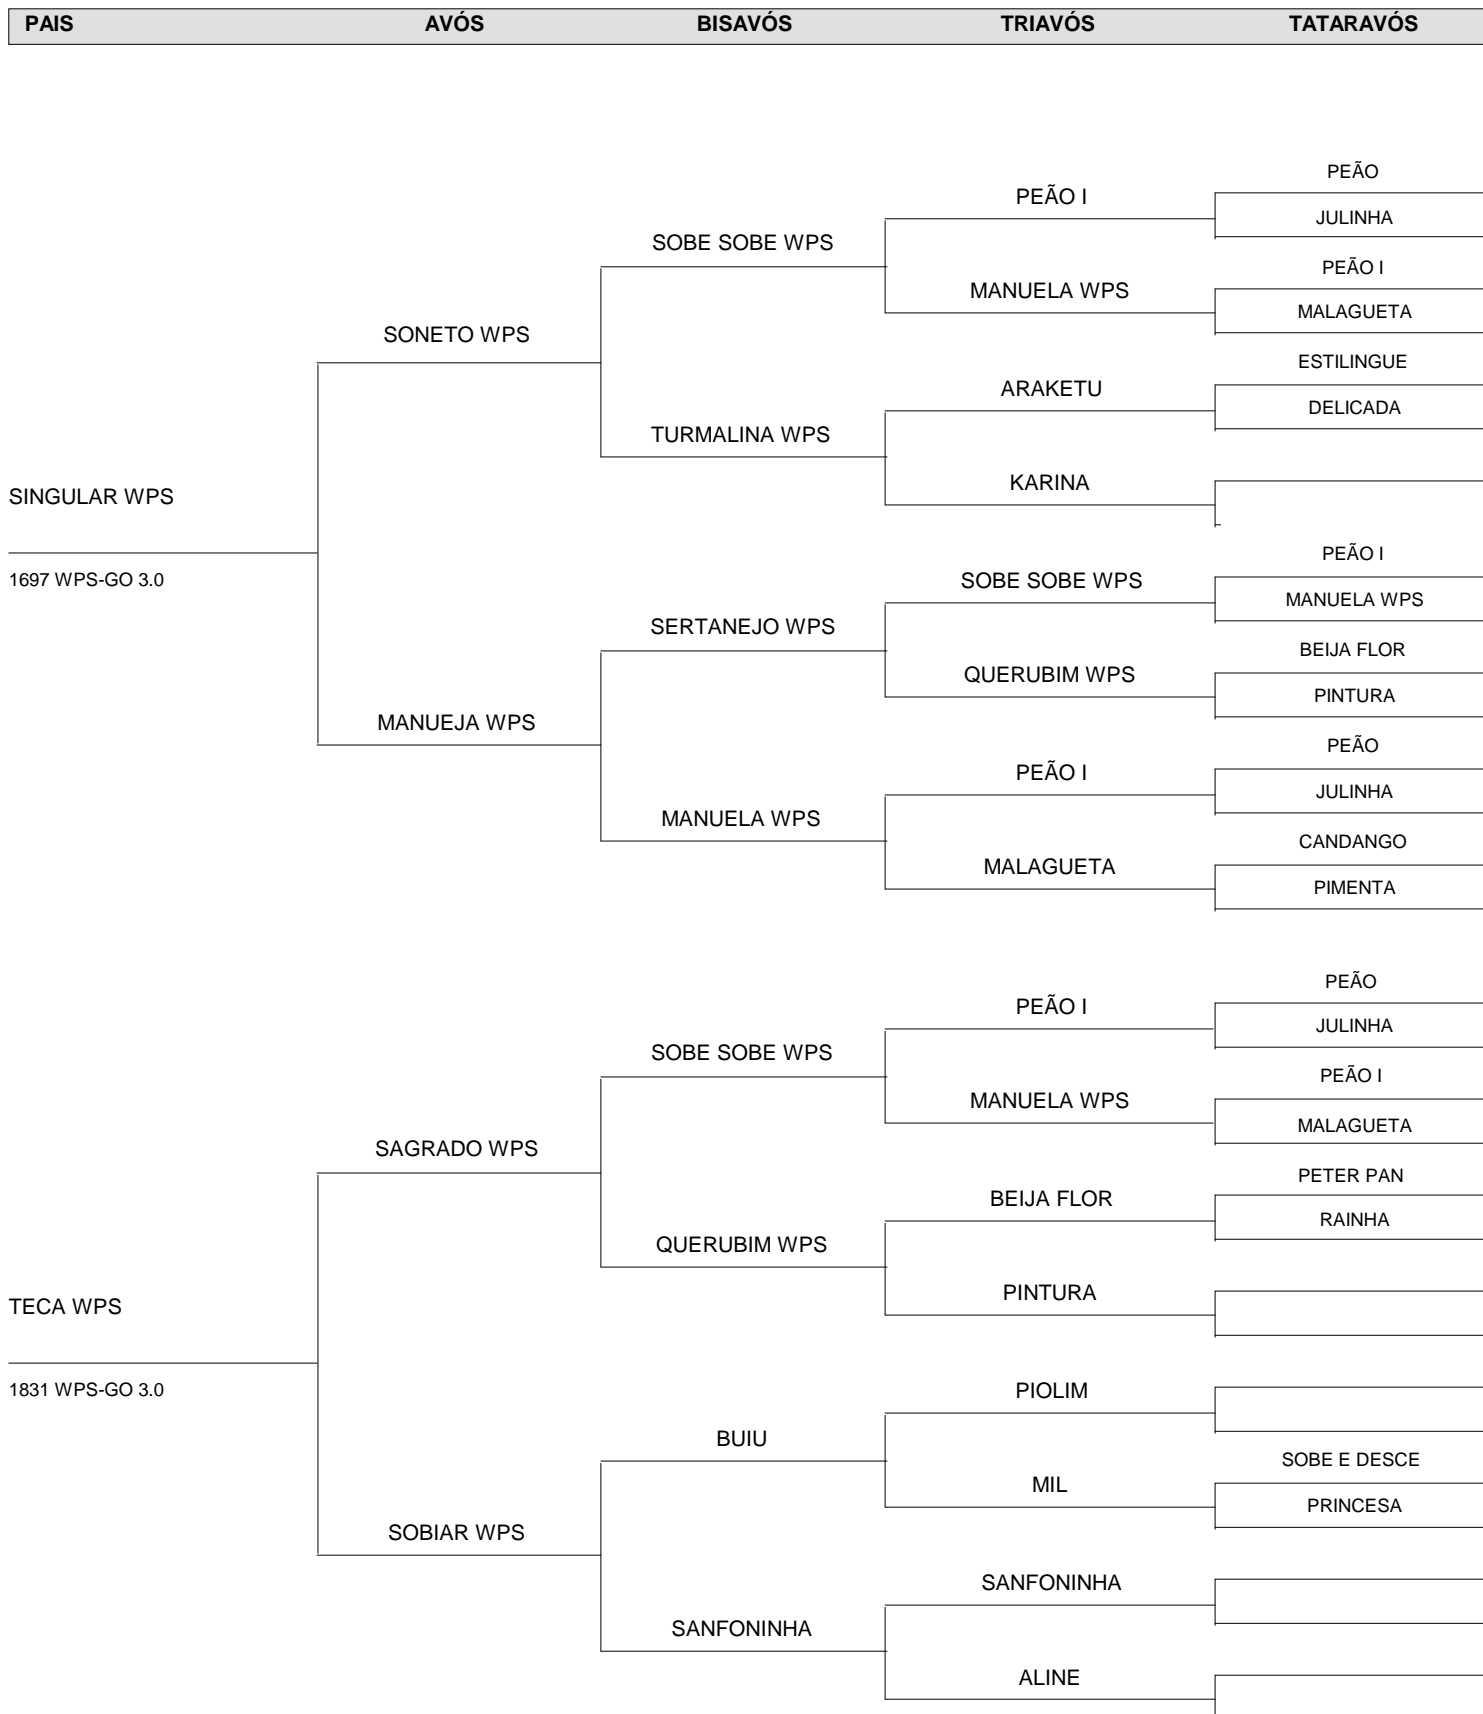 PAIS AVÓS BISAVÓS TRIAVÓS TATARAVÓS
PEÃO
PEÃO I
JULINHA
SOBE SOBE WPS
PEÃO I
MANUELA WPS
MALAGUETA
SONETO WPS
ESTILINGUE
ARAKETU
DELICADA
TURMALINA WPS
KARINA
SINGULAR WPS
PEÃO I
1697 WPS-GO 3.0
SOBE SOBE WPS
MANUELA WPS
SERTANEJO WPS
BEIJA FLOR
QUERUBIM WPS
PINTURA
MANUEJA WPS
PEÃO
PEÃO I
JULINHA
MANUELA WPS
CANDANGO
MALAGUETA
PIMENTA
PEÃO
PEÃO I
JULINHA
SOBE SOBE WPS
PEÃO I
MANUELA WPS
MALAGUETA
SAGRADO WPS
PETER PAN
BEIJA FLOR
RAINHA
QUERUBIM WPS
PINTURA
TECA WPS
1831 WPS-GO 3.0
PIOLIM
BUIU
SOBE E DESCE
MIL
PRINCESA
SOBIAR WPS
SANFONINHA
SANFONINHA
ALINE